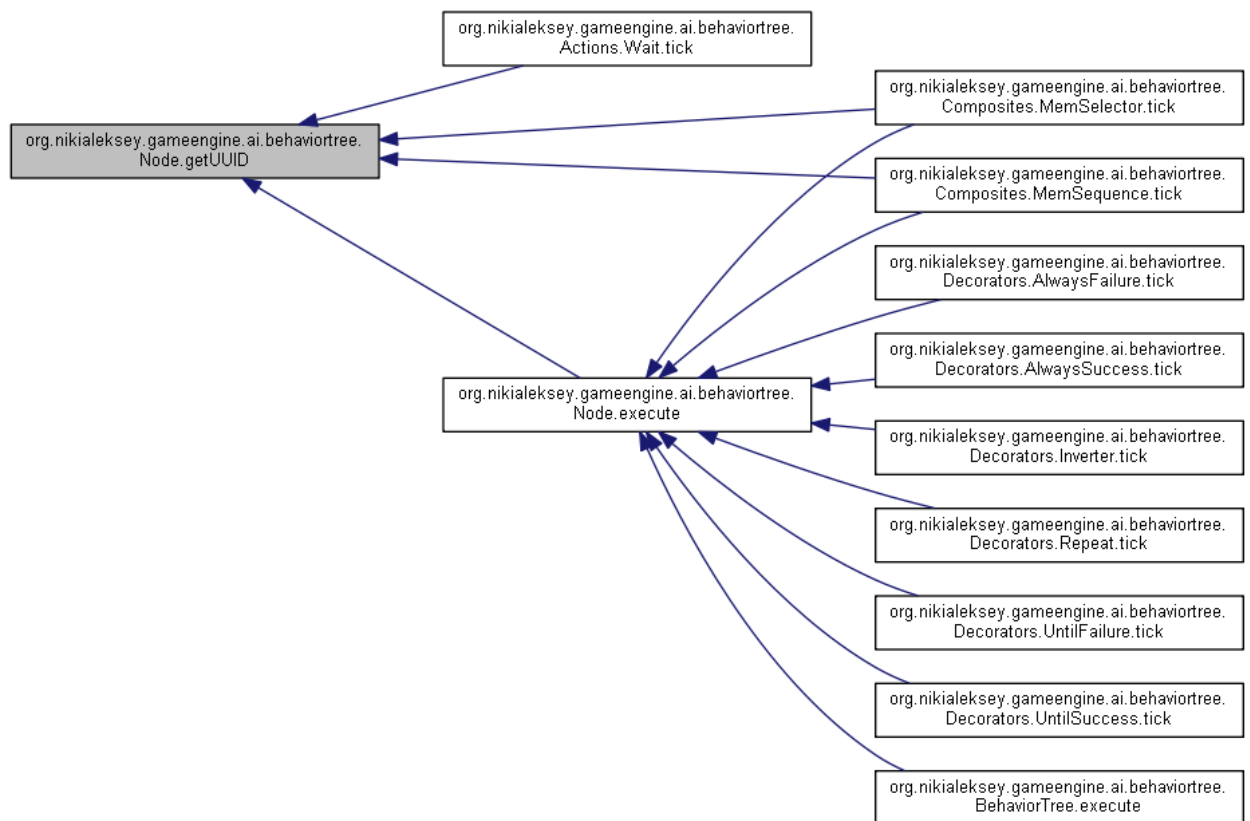 org.nikialeksey.gameengine.ai.behaviortree.
Actions.Wait.tick
org.nikialeksey.gameengine.ai.behaviortree.
Composites.MemSelector.tick
org.nikialeksey.gameengine.ai.behaviortree.
Node.getUUID
org.nikialeksey.gameengine.ai.behaviortree.
Composites.MemSequence.tick
org.nikialeksey.gameengine.ai.behaviortree.
Decorators.AlwaysFailure.tick
org.nikialeksey.gameengine.ai.behaviortree.
Decorators.AlwaysSuccess.tick
org.nikialeksey.gameengine.ai.behaviortree.
Node.execute
org.nikialeksey.gameengine.ai.behaviortree.
Decorators.Inverter.tick
org.nikialeksey.gameengine.ai.behaviortree.
Decorators.Repeat.tick
org.nikialeksey.gameengine.ai.behaviortree.
Decorators.UntilFailure.tick
org.nikialeksey.gameengine.ai.behaviortree.
Decorators.UntilSuccess.tick
org.nikialeksey.gameengine.ai.behaviortree.
BehaviorTree.execute